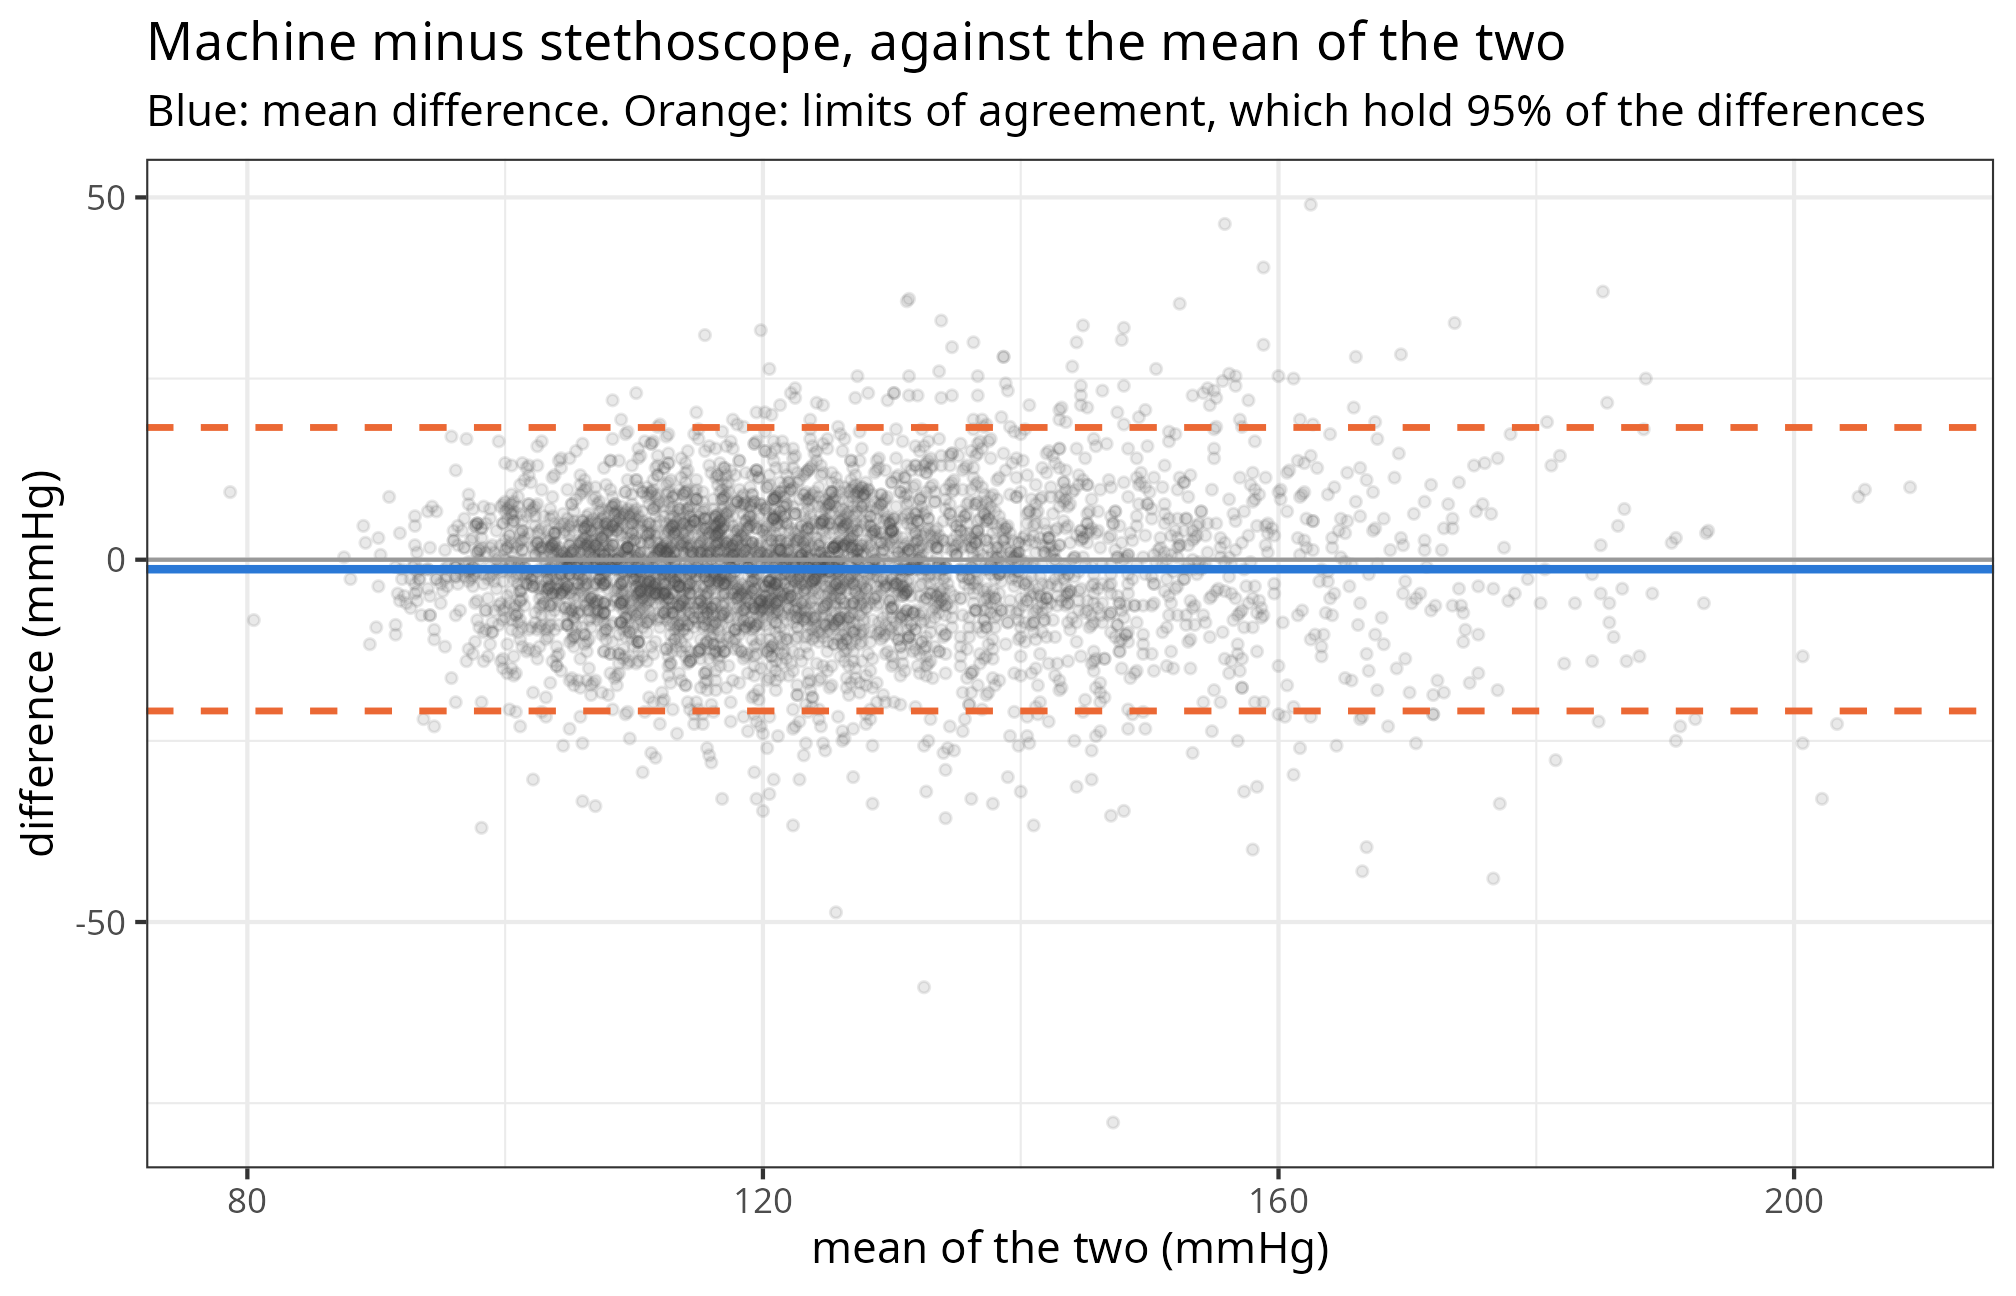 Machine minus stethoscope, against the mean of the two
Blue: mean difference. Orange: limits of agreement, which hold 95% of the differences
difference (mmHg)
50
0
-50
80
120
160
200
mean of the two (mmHg)